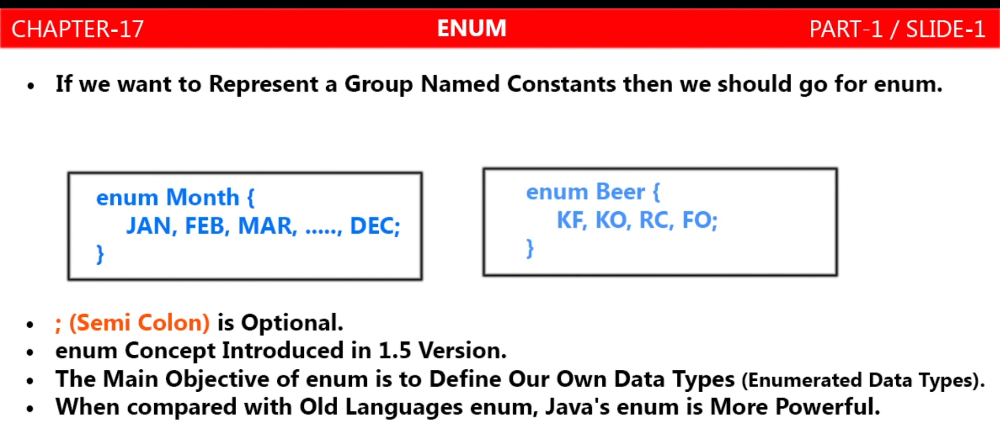 CHAPTER-17 ENUM PART-1 / SLIDE-1
• If we want to Represent a Group Named Constants then we should go for enum.
enum Month {
JAN, FEB, MAR, ....., DEC;
}
enum Beer {
KF, KO, RC, FO;
}
• ; (Semi Colon) is Optional.
• enum Concept Introduced in 1.5 Version.
• The Main Objective of enum is to Define Our Own Data Types (Enumerated Data Types).
• When compared with Old Languages enum, Java's enum is More Powerful.